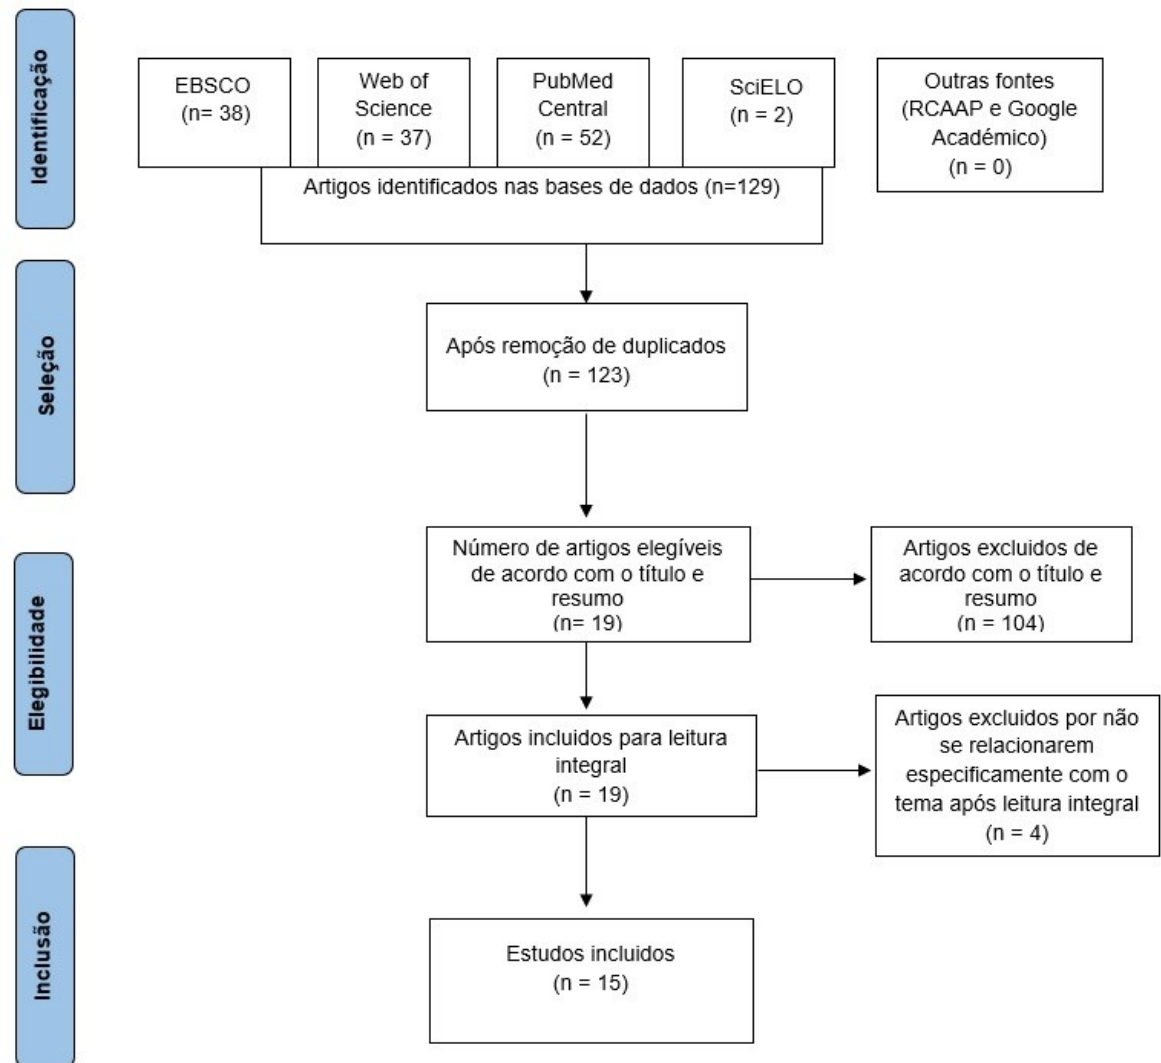 Identificação
EBSCO
(n= 38)
Web of
Science
(n = 37)
PubMed
Central
(n = 52)
SciELO
(n = 2)
Outras fontes
(RCAAP e Google
Académico)
(n = 0)
Artigos identificados nas bases de dados (n=129)
Seleção
Após remoção de duplicados
(n = 123)
Elegibilidade
Número de artigos elegíveis
de acordo com o título e
resumo
(n= 19)
Artigos excluidos de
acordo com o título e
resumo
(n = 104)
Artigos incluidos para leitura
integral
(n = 19)
Artigos excluidos por não
se relacionarem
especificamente com o
tema após leitura integral
(n = 4)
Inclusão
Estudos incluidos
(n = 15)